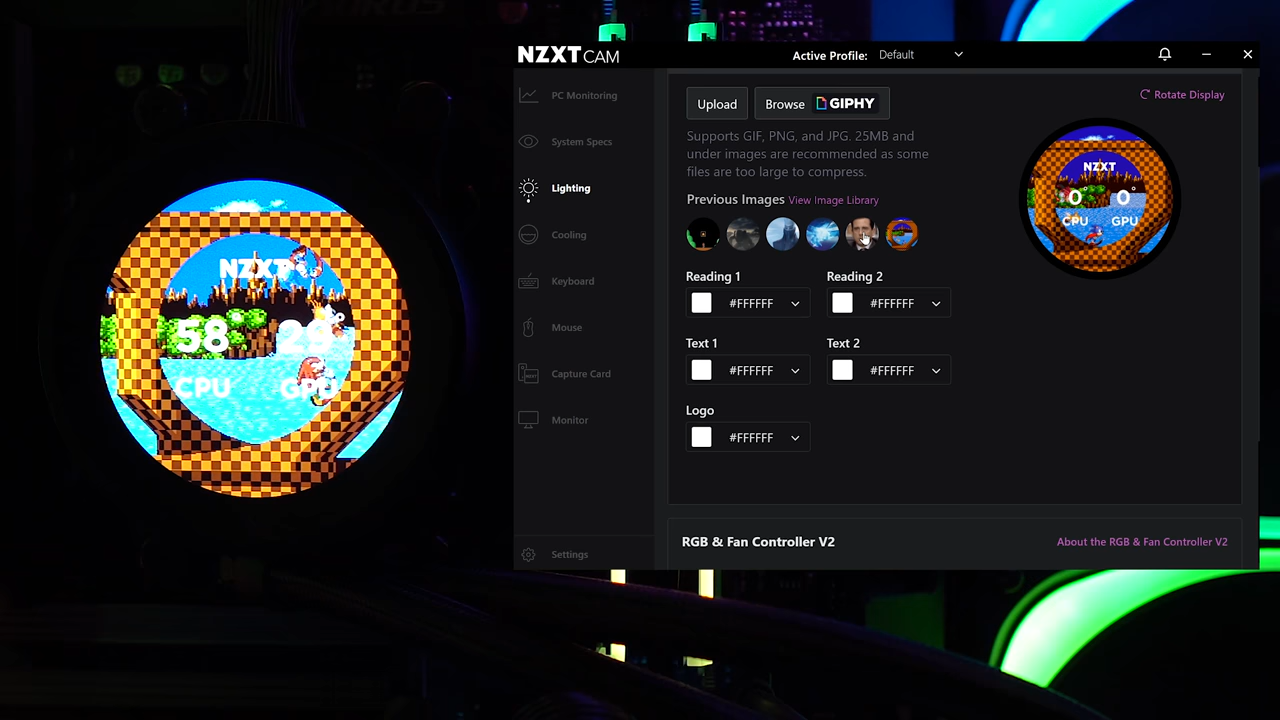 NZXT
58 29
CPU GPU
NZXT CAM
Active Profile: Default
PC Monitoring
System Specs
Lighting
Cooling
Keyboard
Mouse
Capture Card
Monitor
Settings
Upload
Browse GIPHY
Rotate Display
Supports GIF, PNG, and JPG. 25MB and
under images are recommended as some
files are too large to compress.
Previous Images View Image Library
NZXT
0° 0°
CPU GPU
Reading 1 Reading 2
#FFFFFF #FFFFFF
Text 1 Text 2
#FFFFFF #FFFFFF
Logo
#FFFFFF
RGB & Fan Controller V2
About the RGB & Fan Controller V2